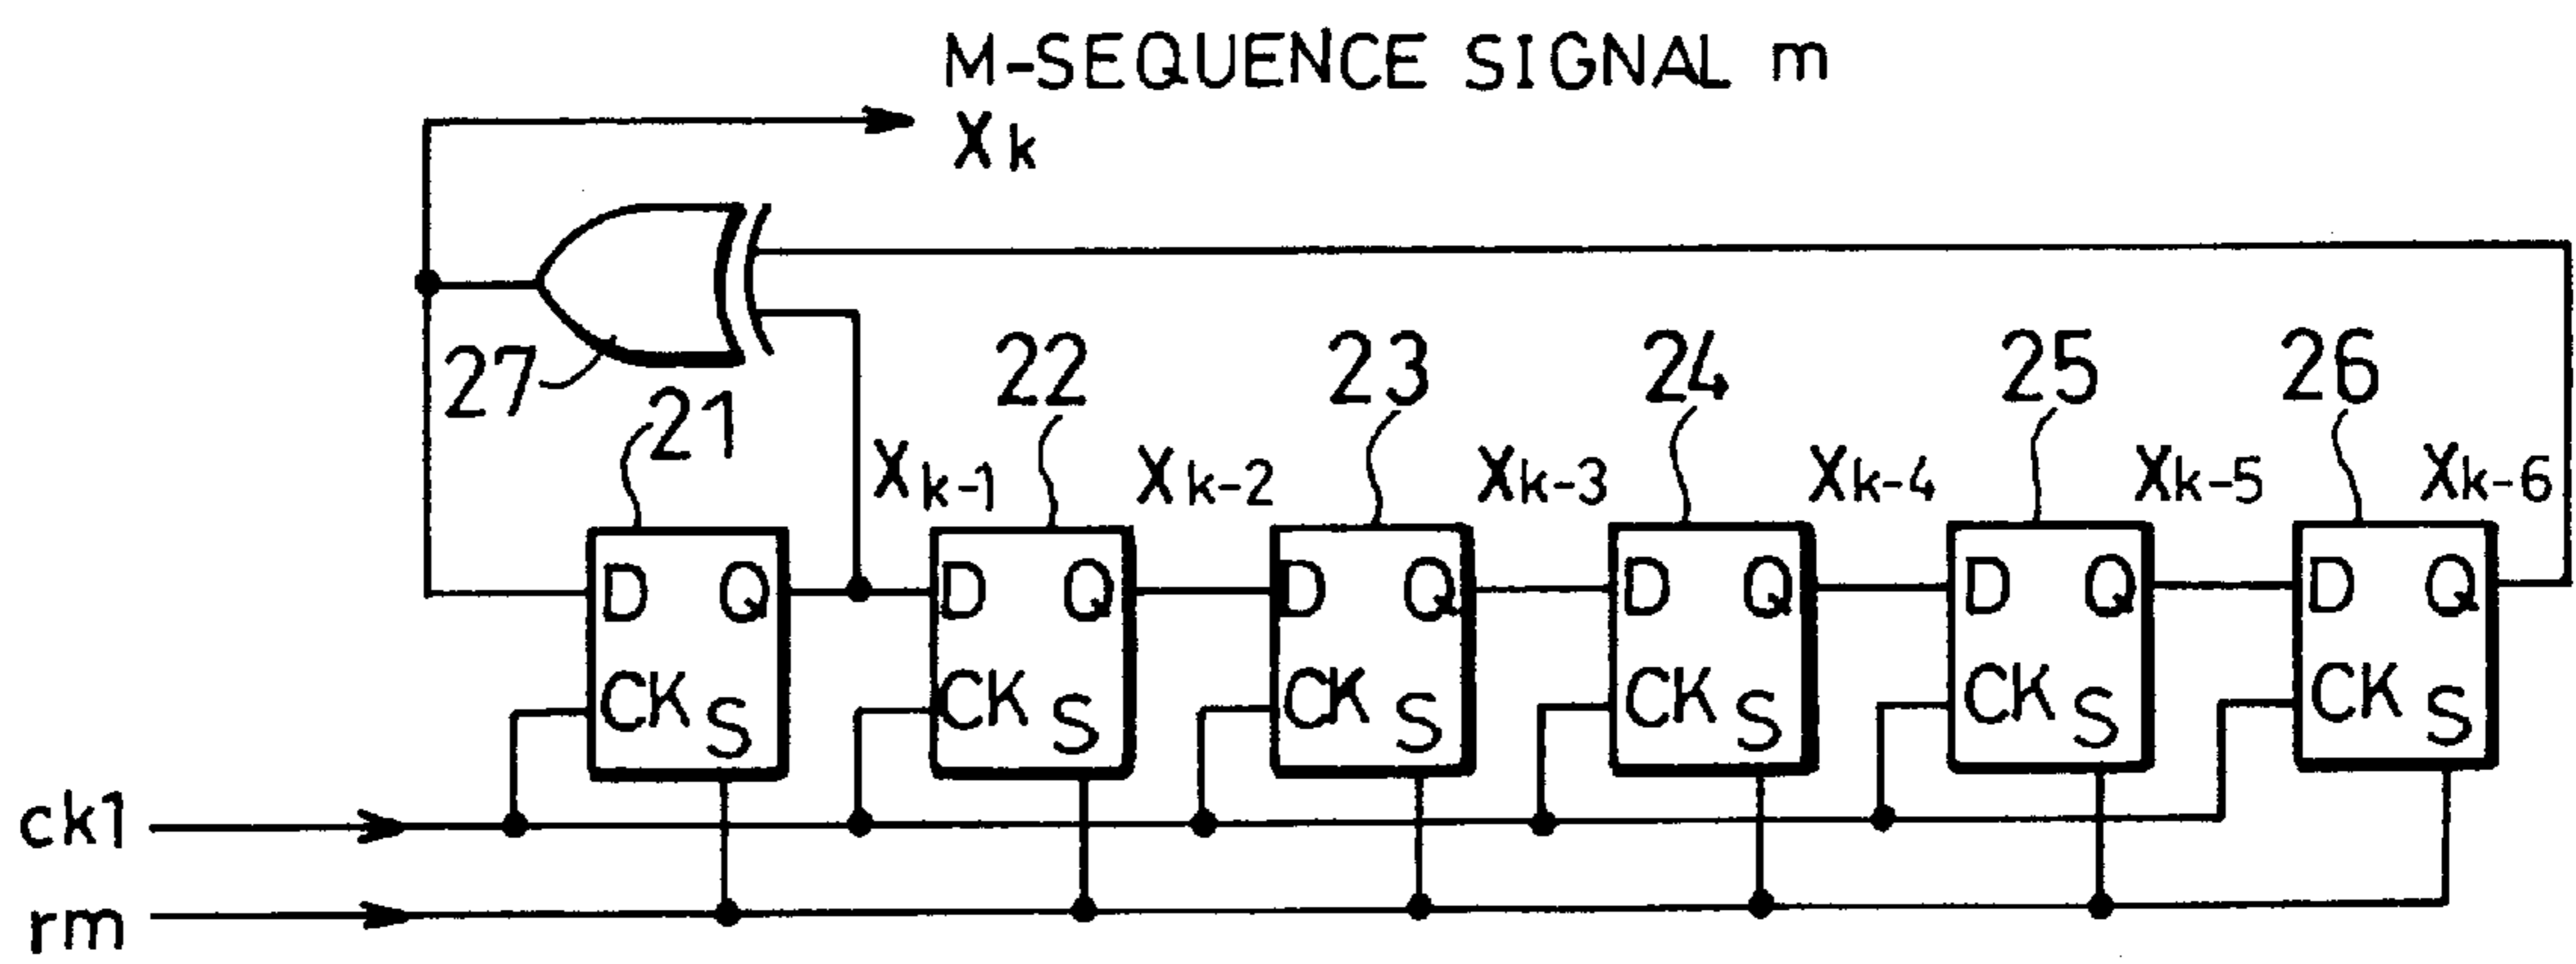 M-SEQUENCE SIGNAL m
Xk
27
21
22
23
24
25
26
Xk-1
Xk-2
Xk-3
Xk-4
Xk-5
Xk-6
D Q
CK S
D Q
CK S
D Q
CK S
D Q
CK S
D Q
CK S
D Q
CK S
ck1
rm